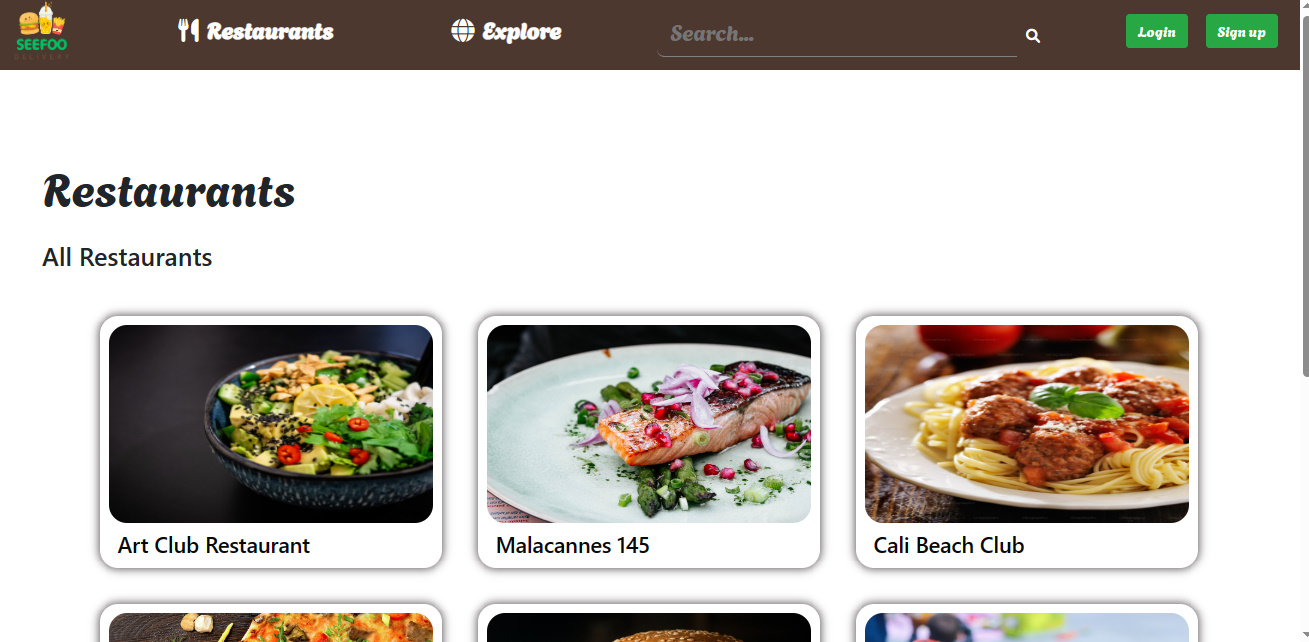 SEEFOO
DELIVERY
Restaurants
Explore
Search...
Login
Sign up
Restaurants
All Restaurants
Art Club Restaurant
Malacannes 145
Cali Beach Club